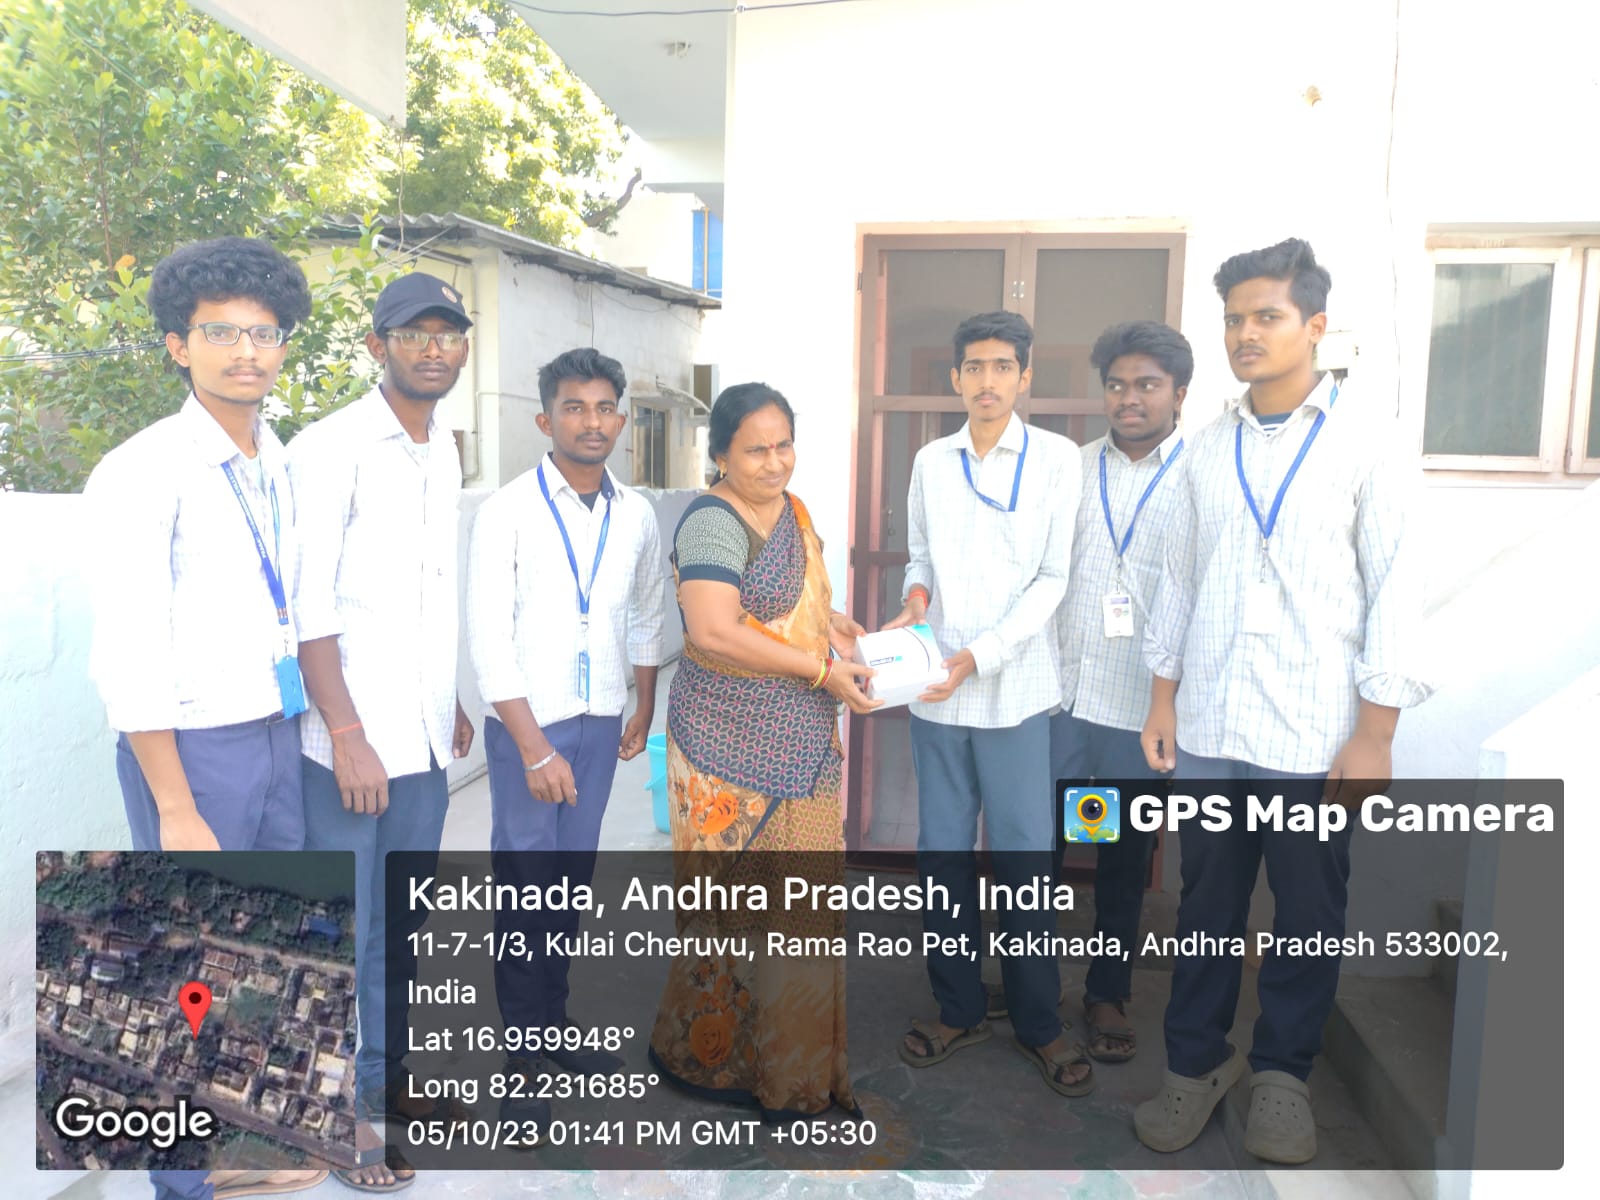 GPS Map Camera
Kakinada, Andhra Pradesh, India
11-7-1/3, Kulai Cheruvu, Rama Rao Pet, Kakinada, Andhra Pradesh 533002,
India
Lat 16.959948°
Long 82.231685°
05/10/23 01:41 PM GMT +05:30
Google